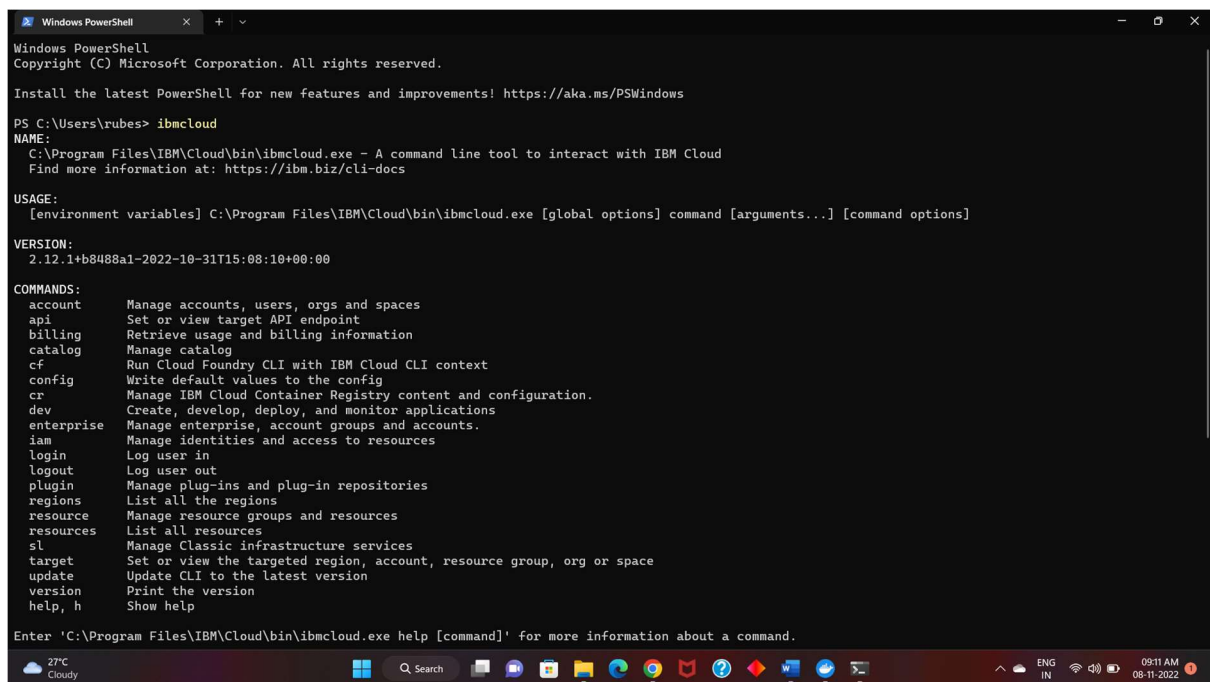 Windows PowerShell
Windows PowerShell
Copyright (C) Microsoft Corporation. All rights reserved.
Install the latest PowerShell for new features and improvements! https://aka.ms/PSWindows
PS C:\Users\rubes> ibmcloud
NAME:
C:\Program Files\IBM\Cloud\bin\ibmcloud.exe - A command line tool to interact with IBM Cloud
Find more information at: https://ibm.biz/cli-docs
USAGE:
[environment variables] C:\Program Files\IBM\Cloud\bin\ibmcloud.exe [global options] command [arguments...] [command options]
VERSION:
2.12.1+b8488a1-2022-10-31T15:08:10+00:00
COMMANDS:
account Manage accounts, users, orgs and spaces
api Set or view target API endpoint
billing Retrieve usage and billing information
catalog Manage catalog
cf Run Cloud Foundry CLI with IBM Cloud CLI context
config Write default values to the config
cr Manage IBM Cloud Container Registry content and configuration.
dev Create, develop, deploy, and monitor applications
enterprise Manage enterprise, account groups and accounts.
iam Manage identities and access to resources
login Log user in
logout Log user out
plugin Manage plug-ins and plug-in repositories
regions List all the regions
resource Manage resource groups and resources
resources List all resources
sl Manage Classic infrastructure services
target Set or view the targeted region, account, resource group, org or space
update Update CLI to the latest version
version Print the version
help, h Show help
Enter 'C:\Program Files\IBM\Cloud\bin\ibmcloud.exe help [command]' for more information about a command.
27°C
Cloudy
Search
ENG
IN
09:11 AM
08-11-2022
1